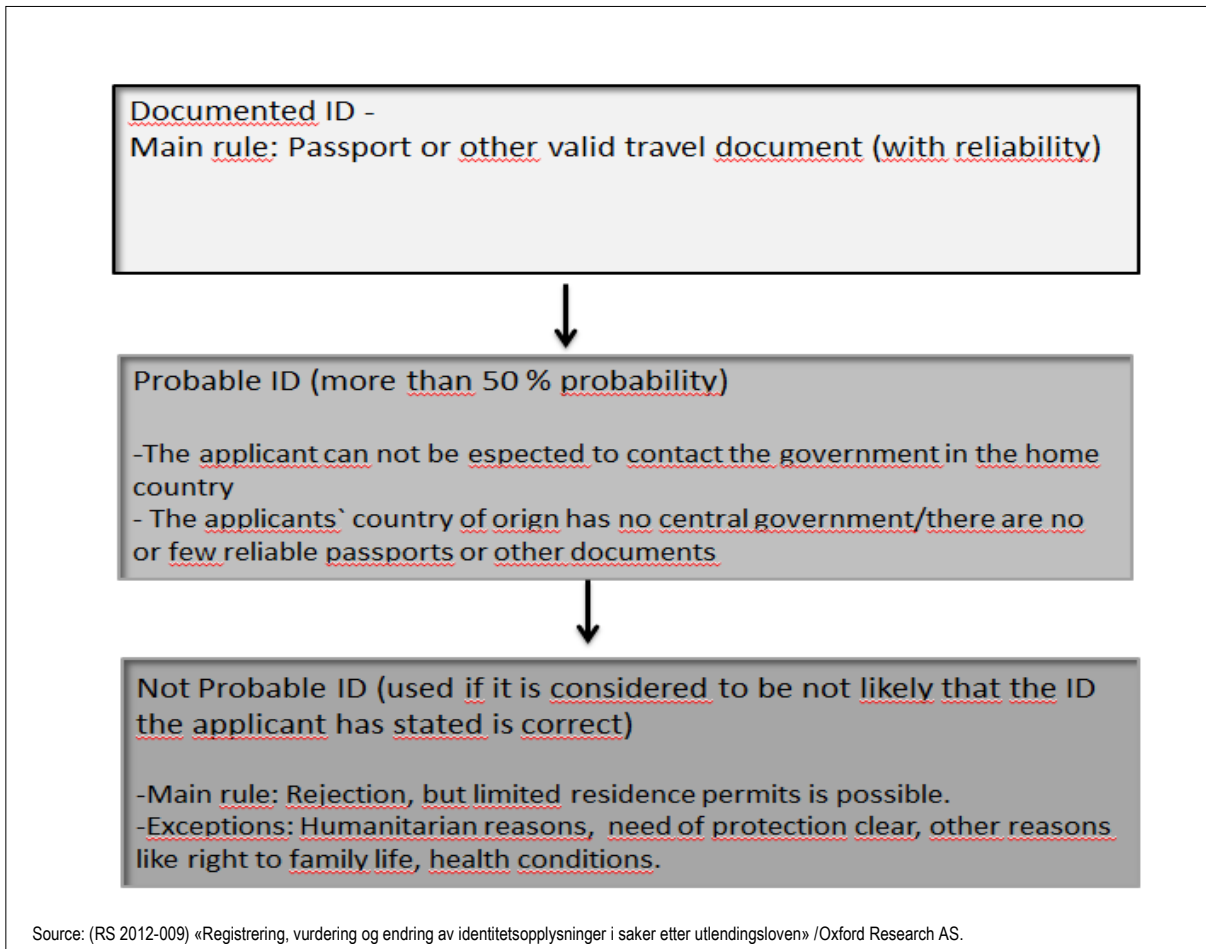 Documented ID -
Main rule: Passport or other valid travel document (with reliability)
Probable ID (more than 50 % probability)
-The applicant can not be espected to contact the government in the home
country
- The applicants` country of orign has no central government/there are no
or few reliable passports or other documents
Not Probable ID (used if it is considered to be not likely that the ID
the applicant has stated is correct)
-Main rule: Rejection, but limited residence permits is possible.
-Exceptions: Humanitarian reasons, need of protection clear, other reasons
like right to family life, health conditions.
Source: (RS 2012-009) «Registrering, vurdering og endring av identitetsopplysninger i saker etter utlendingsloven» /Oxford Research AS.